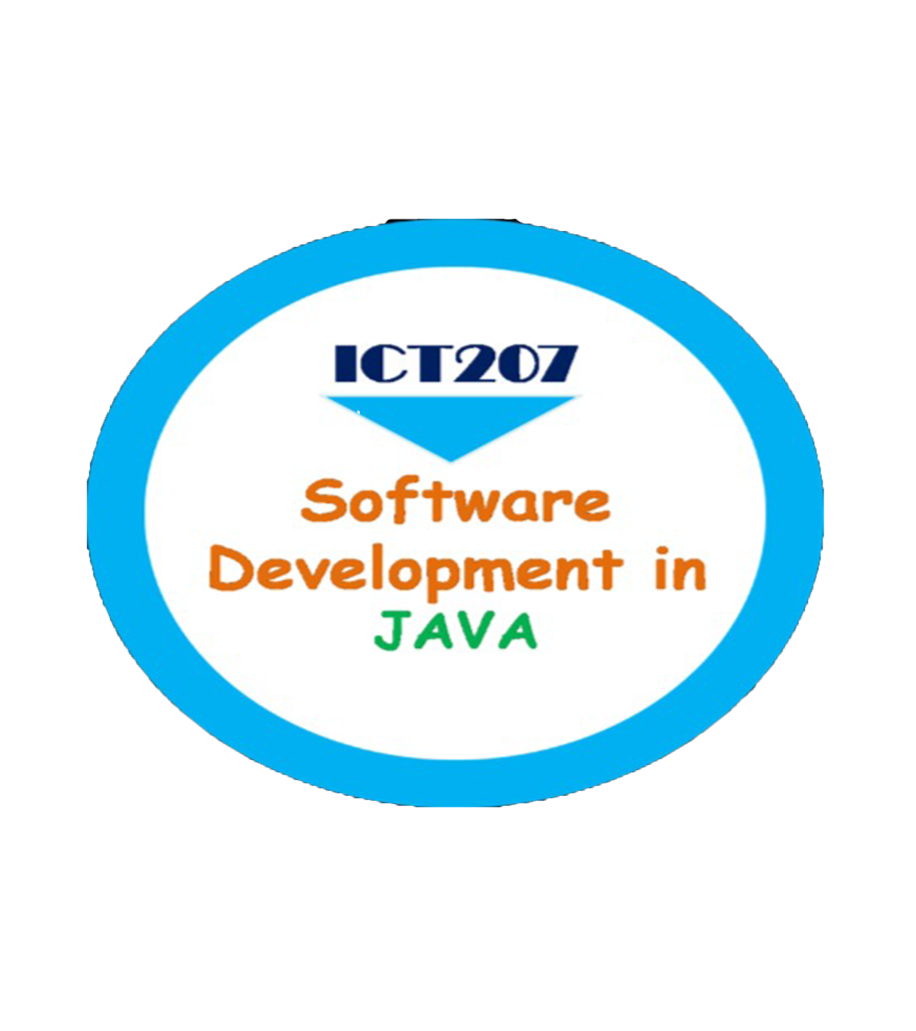 ICT207
Software
Development in
JAVA